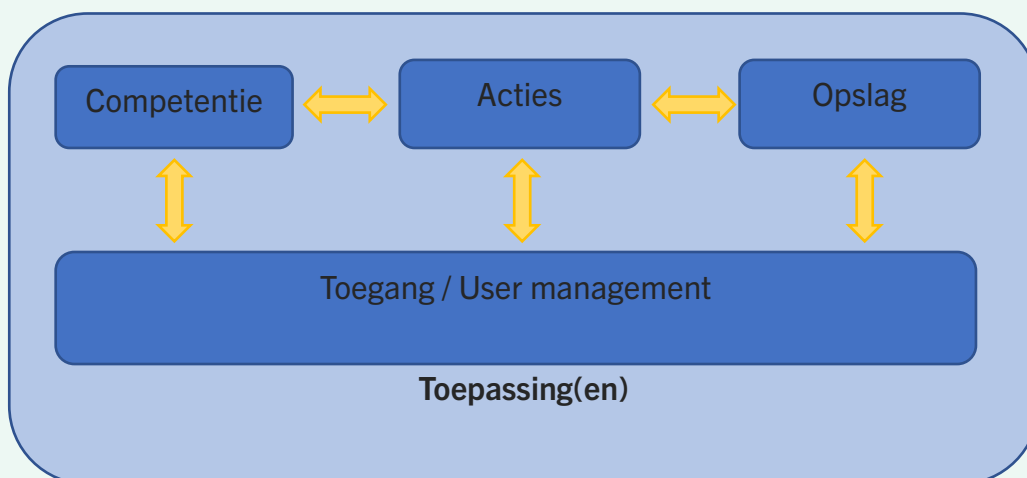 Competentie
Acties
Opslag
Toegang / User management
Toepassing(en)